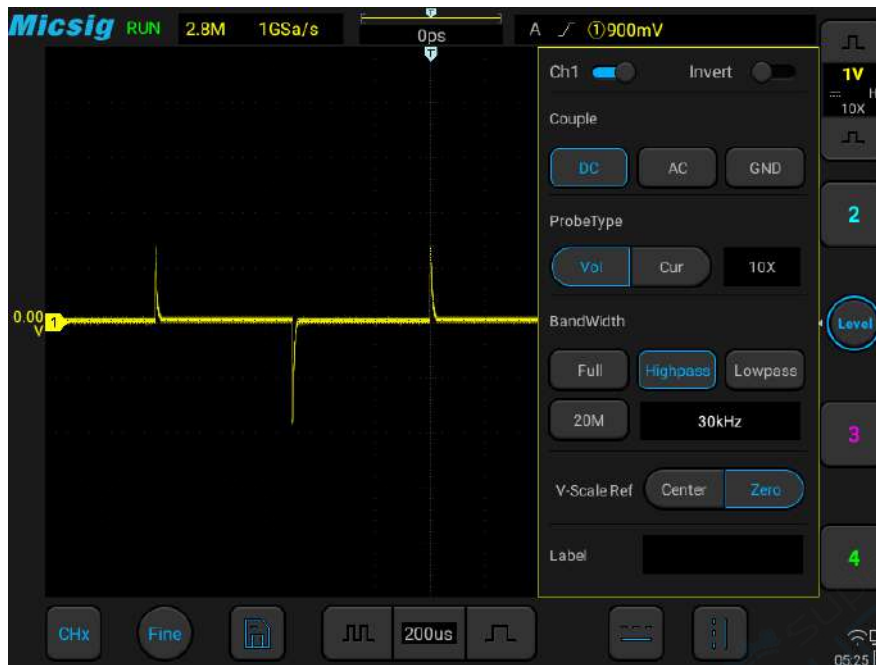 Micsig RUN 2.8M 1GSa/s T 0ps A ①900mV
T
Ch1 Invert
1V
H
10X
Couple
DC AC GND
2
ProbeType
Vol Cur 10X
0.00 V 1
Level
BandWidth
Full Highpass Lowpass
20M 30kHz
3
V-Scale Ref Center Zero
Label
4
CHx Fine 200us
05:25